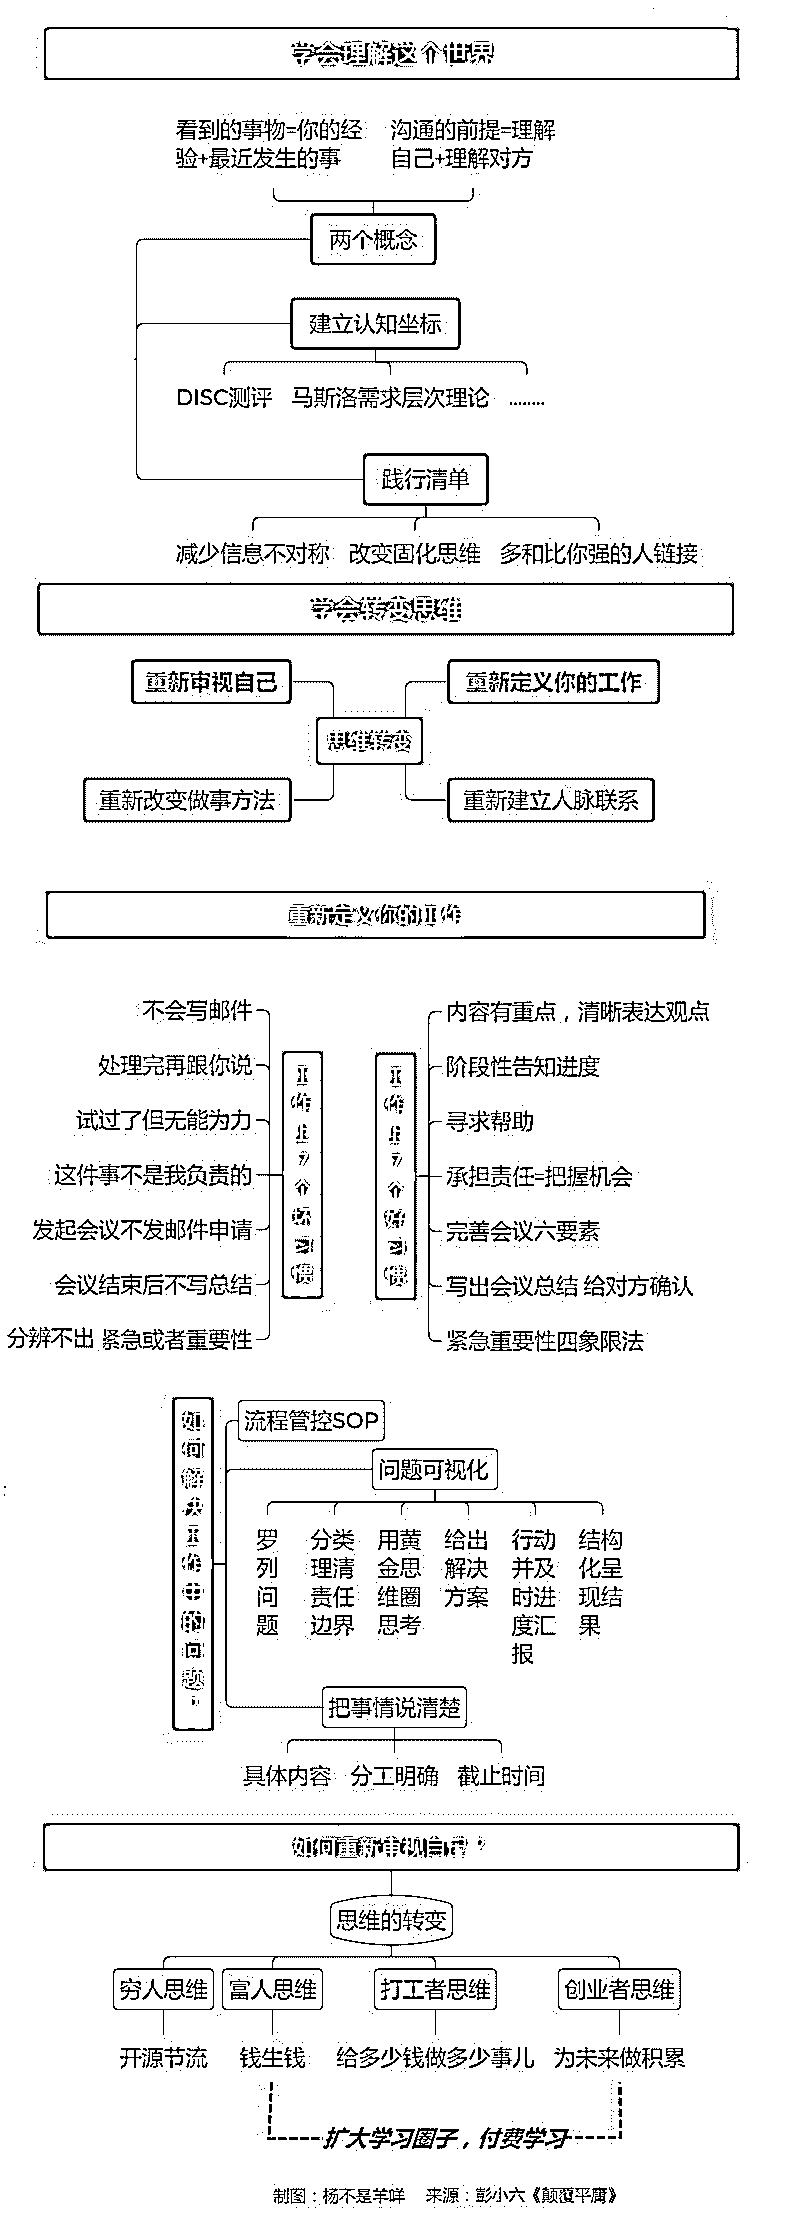 学会理解这个世界
看到的事物=你的经
验+最近发生的事
沟通的前提=理解
自己+理解对方
两个概念
建立认知坐标
DISC测评
马斯洛需求层次理论
........
践行清单
减少信息不对称
改变固化思维
多和比你强的人链接
学会转变思维
重新审视自己
重新定义你的工作
思维转变
重新改变做事方法
重新建立人脉联系
重新定义你的工作
工作上7个坏习惯
不会写邮件
处理完再跟你说
试过了但无能为力
这件事不是我负责的
发起会议不发邮件申请
会议结束后不写总结
分辨不出 紧急或者重要性
工作上7个好习惯
内容有重点，清晰表达观点
阶段性告知进度
寻求帮助
承担责任=把握机会
完善会议六要素
写出会议总结 给对方确认
紧急重要性四象限法
如何解决工作中的问题？
流程管控SOP
问题可视化
罗
列
问
题
分类
理清
责任
边界
用黄
金思
维圈
思考
给出
解决
方案
行动
并及
时进
度汇
报
结构
化呈
现结
果
把事情说清楚
具体内容
分工明确
截止时间
如何重新审视自己？
思维的转变
穷人思维
富人思维
打工者思维
创业者思维
开源节流
钱生钱
给多少钱做多少事儿
为未来做积累
扩大学习圈子，付费学习
制图：杨不是羊咩 来源：彭小六《颠覆平庸》